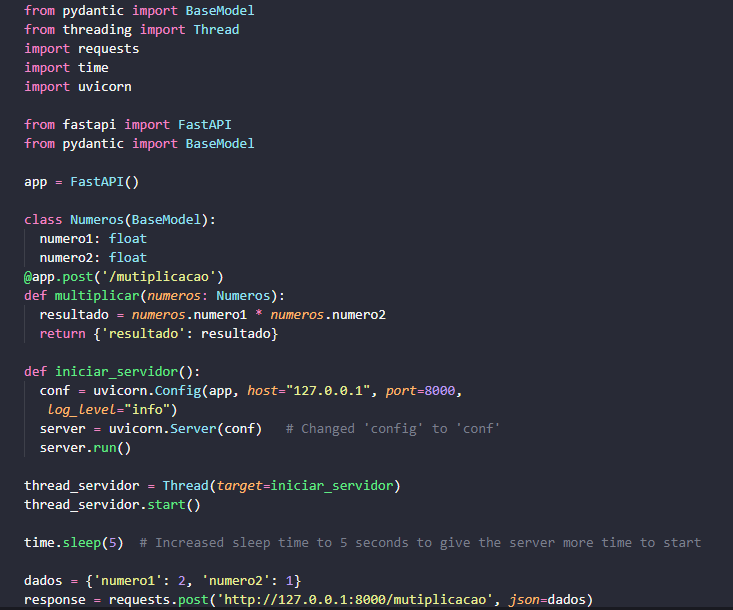 from pydantic import BaseModel
from threading import Thread
import requests
import time
import uvicorn

from fastapi import FastAPI
from pydantic import BaseModel

app = FastAPI()

class Numeros(BaseModel):
  numero1: float
  numero2: float
@app.post('/mutiplicacao')
def multiplicar(numeros: Numeros):
  resultado = numeros.numero1 * numeros.numero2
  return {'resultado': resultado}

def iniciar_servidor():
  conf = uvicorn.Config(app, host="127.0.0.1", port=8000,
   log_level="info")
  server = uvicorn.Server(conf)   # Changed 'config' to 'conf'
  server.run()

thread_servidor = Thread(target=iniciar_servidor)
thread_servidor.start()

time.sleep(5)  # Increased sleep time to 5 seconds to give the server more time to start

dados = {'numero1': 2, 'numero2': 1}
response = requests.post('http://127.0.0.1:8000/mutiplicacao', json=dados)